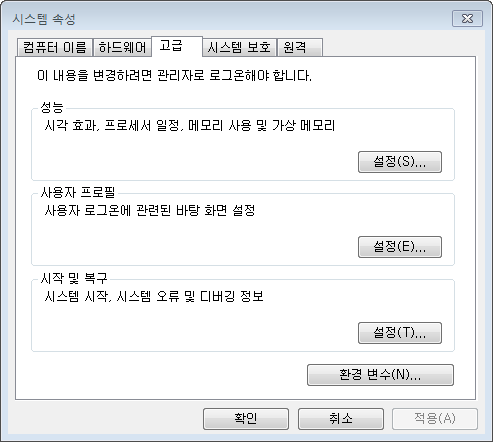 시스템 속성
컴퓨터 이름 하드웨어 고급 시스템 보호 원격
이 내용을 변경하려면 관리자로 로그온해야 합니다.
성능
시각 효과, 프로세서 일정, 메모리 사용 및 가상 메모리
설정(S)...
사용자 프로필
사용자 로그온에 관련된 바탕 화면 설정
설정(E)...
시작 및 복구
시스템 시작, 시스템 오류 및 디버깅 정보
설정(T)...
환경 변수(N)...
확인 취소 적용(A)